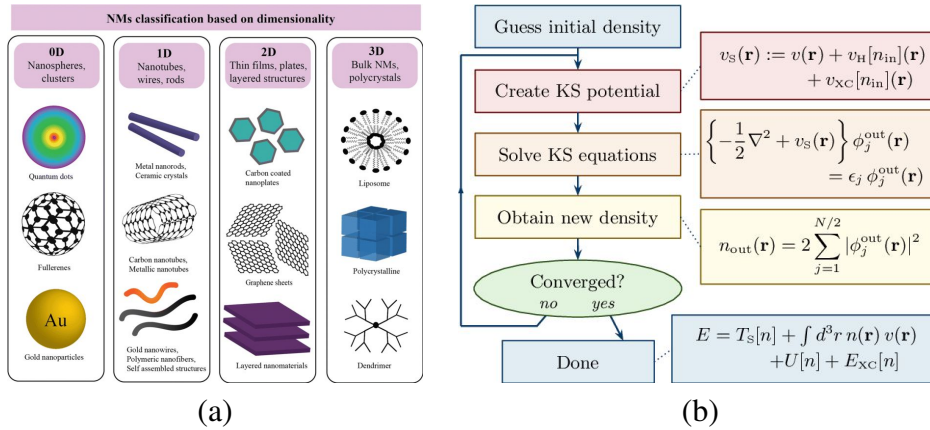 NMs classification based on dimensionality
0D
Nanospheres,
clusters
Quantum dots
Fullerenes
Au
Gold nanoparticles
1D
Nanotubes,
wires, rods
Metal nanorods,
Ceramic crystals
Carbon nanotubes,
Metallic nanotubes
Gold nanowires,
Polymeric nanofibers,
Self assembled structures
2D
Thin films, plates,
layered structures
Carbon coated
nanoplates
Graphene sheets
Layered nanomaterials
3D
Bulk NMs,
polycrystals
Liposome
Polycrystalline
Dendrimer
(a)
Guess initial density
Create KS potential
v_S(𝐫) := v(𝐫) + v_H[n_in](𝐫)
+ v_XC[n_in](𝐫)
Solve KS equations
{−1/2 ∇² + v_S(𝐫)} ϕ_j^out(𝐫)
= ϵ_j ϕ_j^out(𝐫)
Obtain new density
n_out(𝐫) = 2 ∑_{j=1}^{N/2} |ϕ_j^out(𝐫)|²
Converged?
no yes
Done
E = T_S[n] + ∫ d³r n(𝐫) v(𝐫)
+U[n] + E_XC[n]
(b)